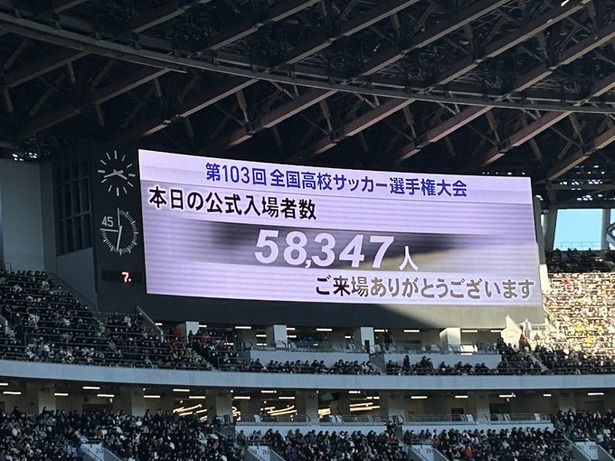 第103回 全国高校サッカー選手権大会
本日の公式入場者数
58,347人
ご来場ありがとうございます
45
7.